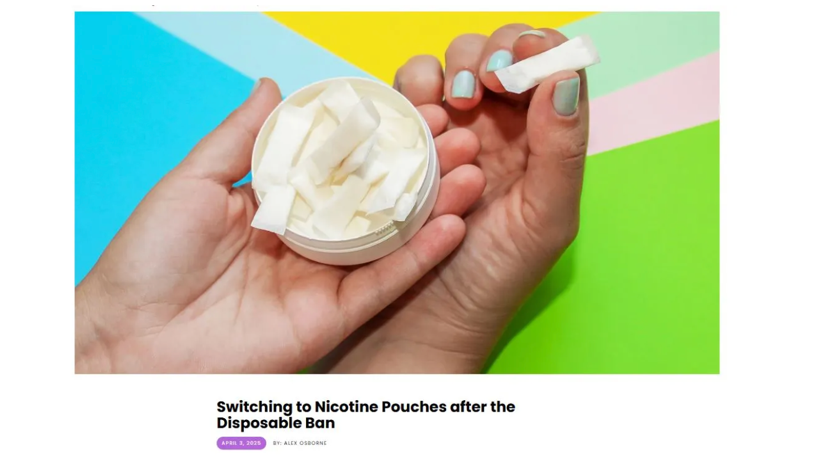 Switching to Nicotine Pouches after the
Disposable Ban
APRIL 3, 2025 BY: ALEX OSBORNE